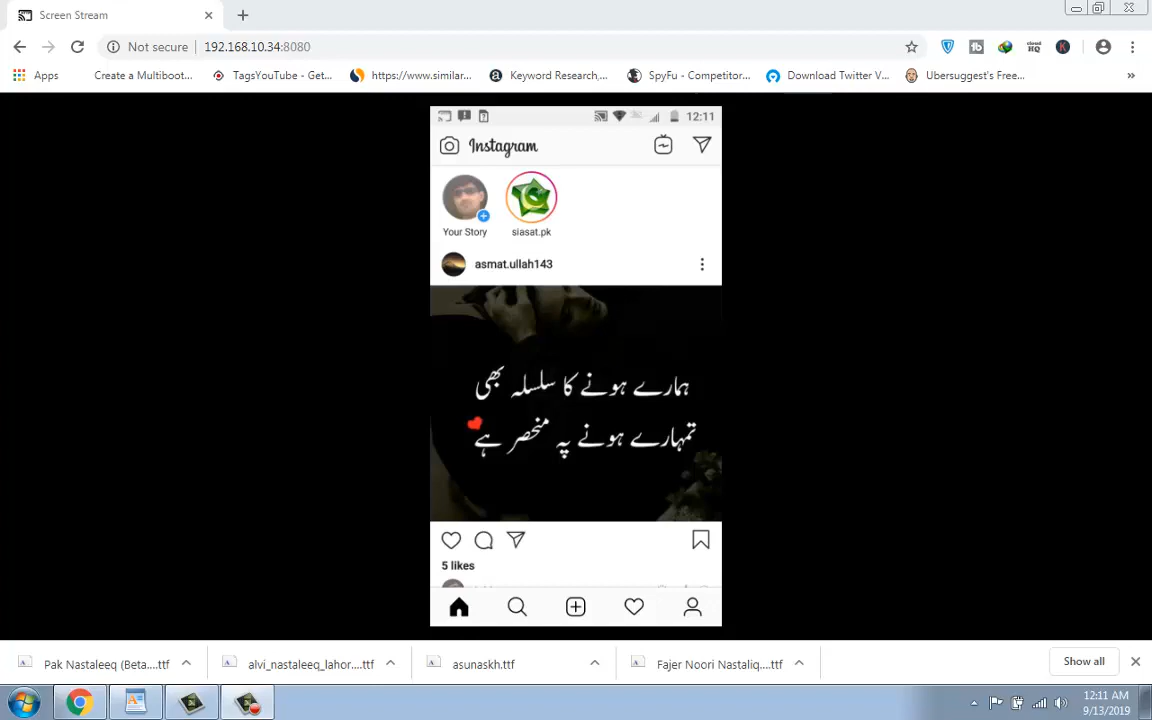 Screen Stream
Not secure
192.168.10.34:8080
Apps
Create a Multiboot...
TagsYouTube - Get...
https://www.similar...
Keyword Research,...
SpyFu - Competitor...
Download Twitter V...
Ubersuggest's Free...
»
12:11
Instagram
Your Story
siasat.pk
asmat.ullah143
ہمارے ہونے کا سلسلہ بھی
تمہارے ہونے پہ منحصر ہے
5 likes
Pak Nastaleeq (Beta....ttf
alvi_nastaleeq_lahor....ttf
asunaskh.ttf
Fajer Noori Nastaliq....ttf
Show all
12:11 AM
9/13/2019